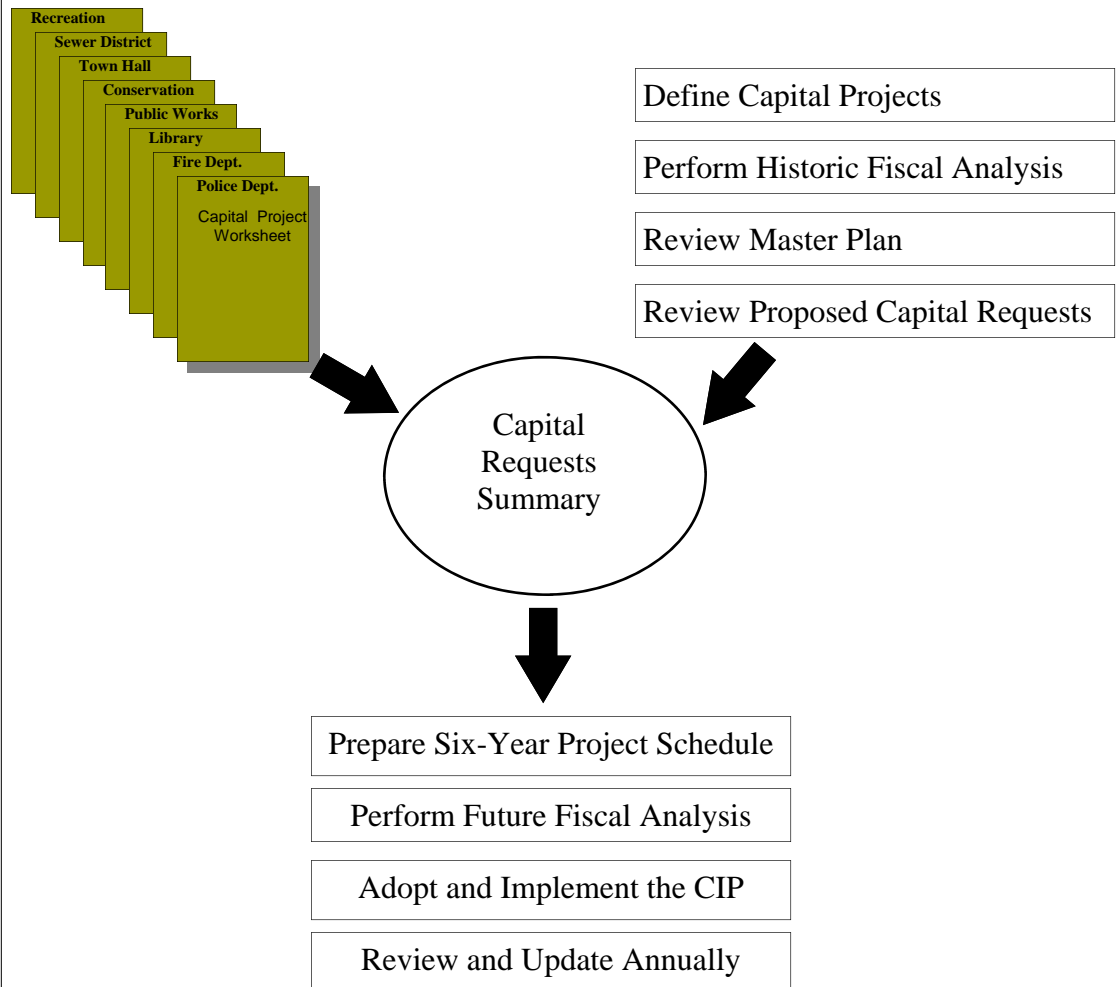 Recreation
Sewer District
Town Hall
Conservation
Public Works
Library
Fire Dept.
Police Dept.
Capital Project
Worksheet
Define Capital Projects
Perform Historic Fiscal Analysis
Review Master Plan
Review Proposed Capital Requests
Capital
Requests
Summary
Prepare Six-Year Project Schedule
Perform Future Fiscal Analysis
Adopt and Implement the CIP
Review and Update Annually